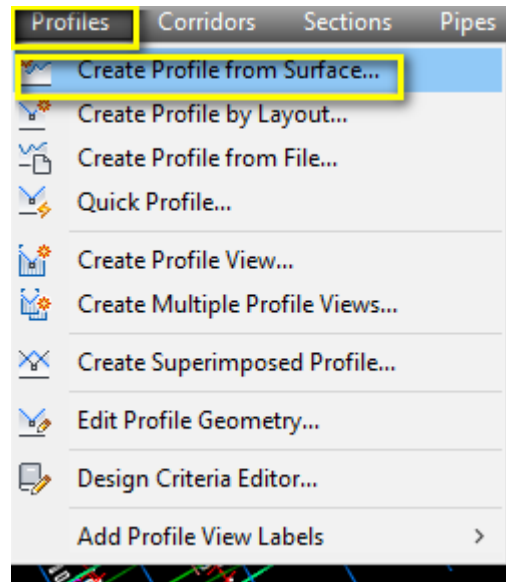 Profiles Corridors Sections Pipes
Create Profile from Surface...
Create Profile by Layout...
Create Profile from File...
Quick Profile...
Create Profile View...
Create Multiple Profile Views...
Create Superimposed Profile...
Edit Profile Geometry...
Design Criteria Editor...
Add Profile View Labels